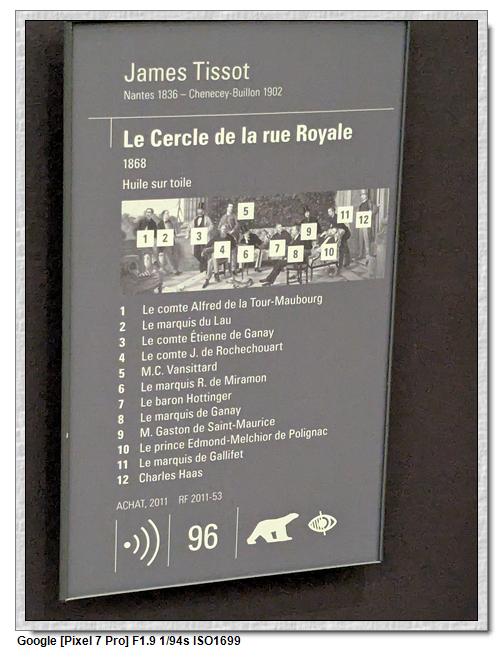 James Tissot
Nantes 1836 – Chenecey-Buillon 1902
Le Cercle de la rue Royale
1868
Huile sur toile
1 2 3 4 5 6 7 8 9 10 11 12
1 Le comte Alfred de la Tour-Maubourg
2 Le marquis du Lau
3 Le comte Étienne de Ganay
4 Le comte J. de Rochechouart
5 M.C. Vansittard
6 Le marquis R. de Miramon
7 Le baron Hottinger
8 Le marquis de Ganay
9 M. Gaston de Saint-Maurice
10 Le prince Edmond-Melchior de Polignac
11 Le marquis de Gallifet
12 Charles Haas
ACHAT, 2011 RF 2011-53
96
Google [Pixel 7 Pro] F1.9 1/94s ISO1699